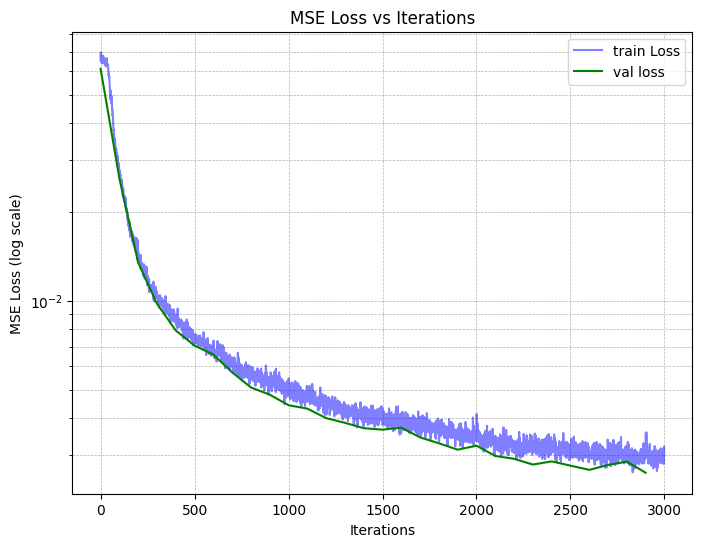 MSE Loss vs Iterations
train Loss
val loss
MSE Loss (log scale)
10⁻²
0 500 1000 1500 2000 2500 3000
Iterations